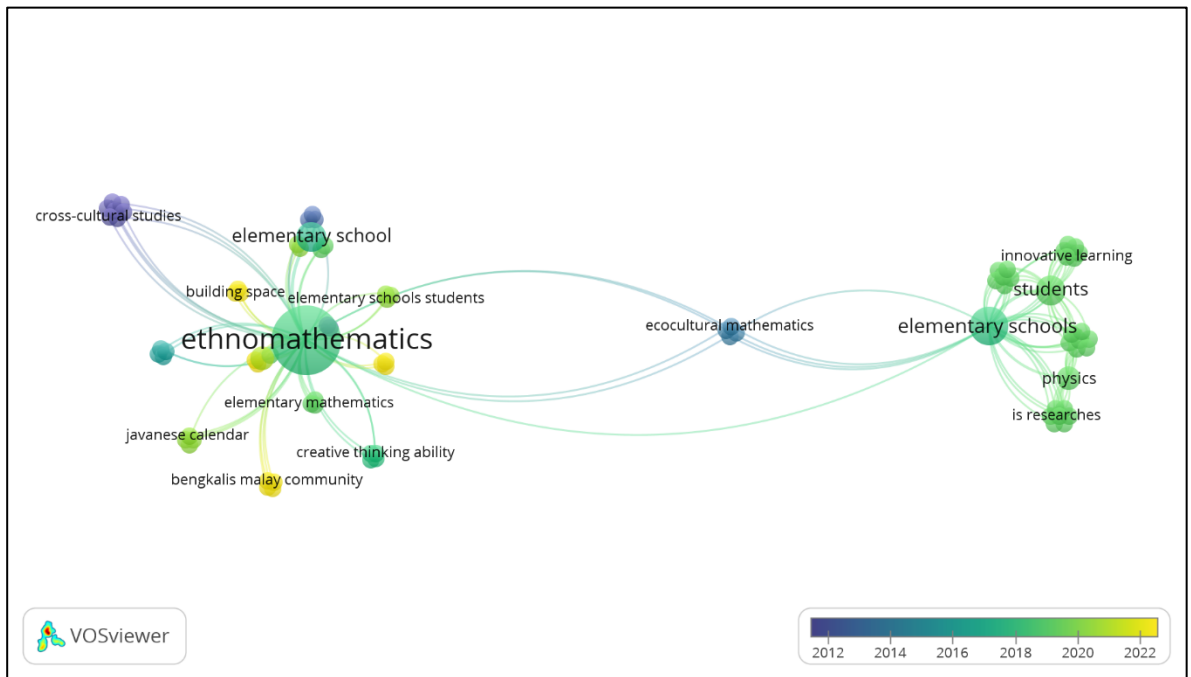 cross-cultural studies
elementary school
building space
elementary schools students
ethnomathematics
elementary mathematics
javanese calendar
creative thinking ability
bengkalis malay community
ecocultural mathematics
innovative learning
students
elementary schools
physics
is researches
VOSviewer
2012 2014 2016 2018 2020 2022